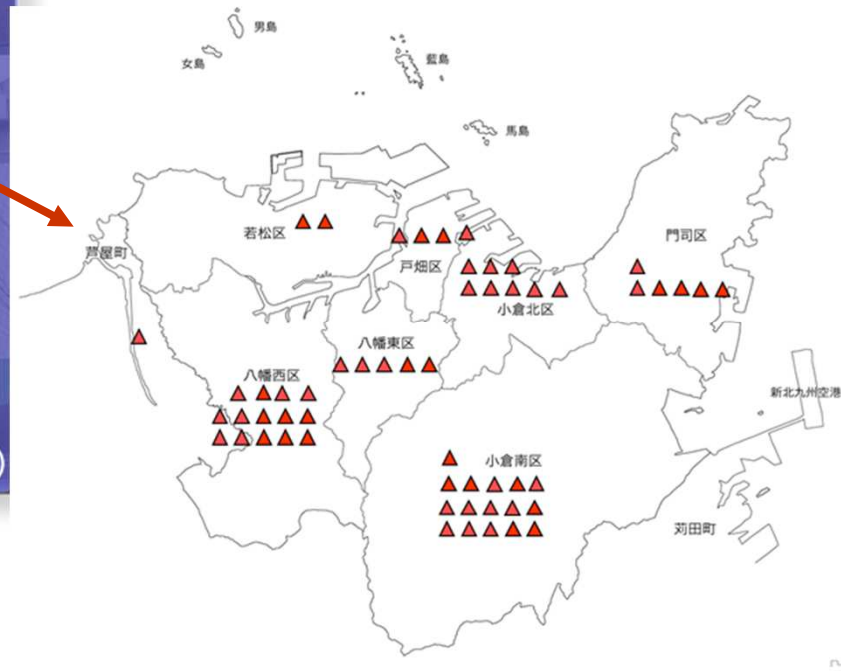 男島
女島
藍島
馬島
若松区
門司区
芦屋町
戸畑区
小倉北区
八幡東区
八幡西区
新北九州空港
小倉南区
苅田町
)